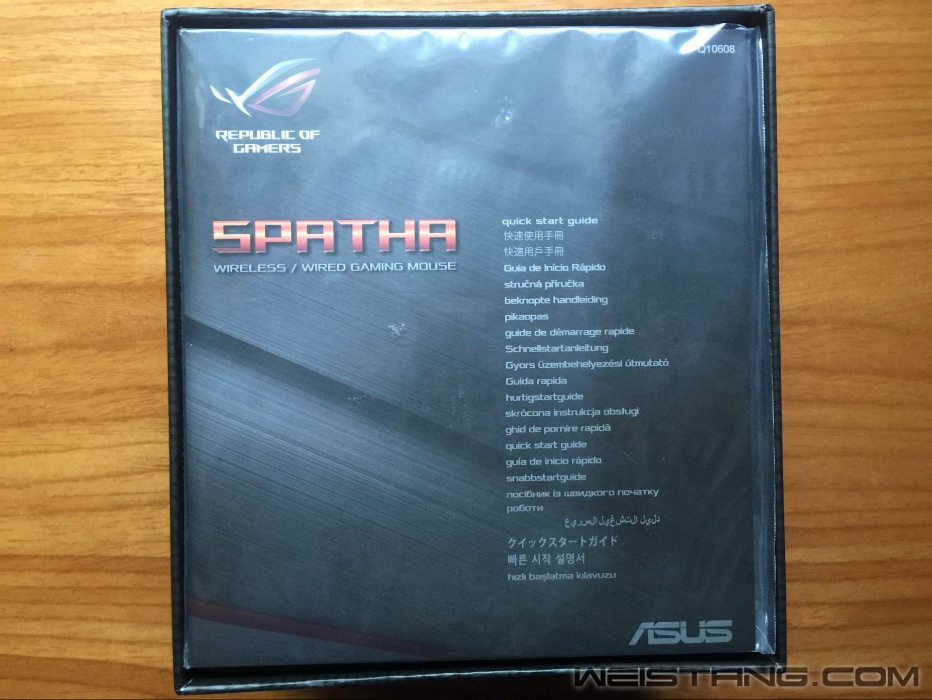 Q10608
REPUBLIC OF
GAMERS
SPATHA
WIRELESS / WIRED GAMING MOUSE
quick start guide
快速使用手冊
快速用戶手冊
Guia de Início Rápido
stručná příručka
beknopte handleiding
pikaopas
guide de démarrage rapide
Schnellstartanleitung
Gyors üzembehelyezési útmutató
Guida rapida
hurtigstartguide
skrócona instrukcja obsługi
ghid de pornire rapidă
quick start guide
guía de inicio rápido
snabbstartguide
посібник із швидкого початку
роботи
دليل التشغيل السريع
クイックスタートガイド
빠른 시작 설명서
hızlı başlatma kılavuzu
ASUS
WEISTANG.COM